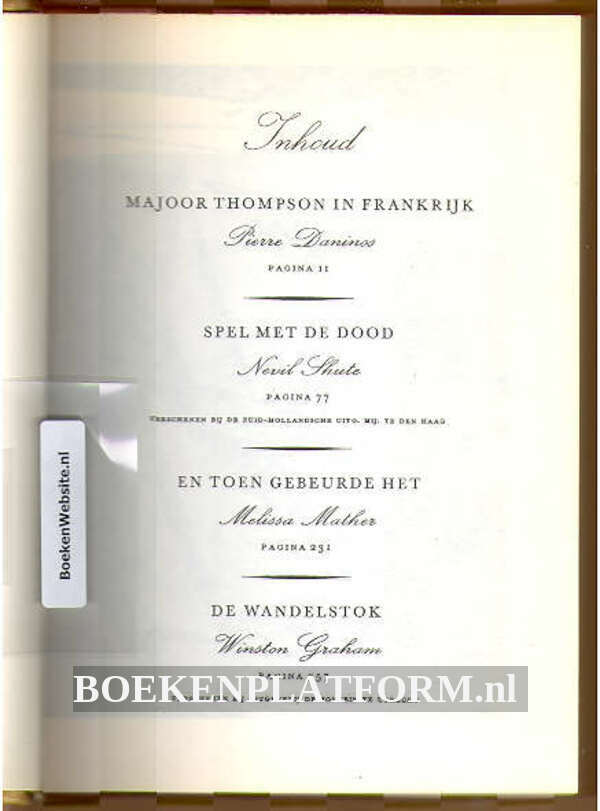 Inhoud
MAJOOR THOMPSON IN FRANKRIJK
Pierre Daninos
PAGINA 11
SPEL MET DE DOOD
Nevil Shute
PAGINA 77
VERSCHENEN BIJ DE ZUID-HOLLANDSCHE UITG. MIJ. TE DEN HAAG
EN TOEN GEBEURDE HET
Melissa Mather
PAGINA 231
DE WANDELSTOK
Winston Graham
PAGINA
BOEKENPLATFORM.nl
BoekenWebsite.nl